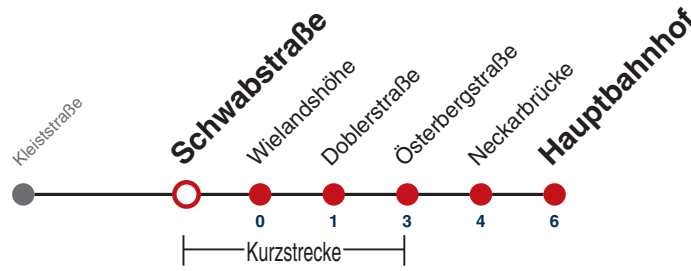 Kleiststraße
Schwabstraße
Wielandshöhe
Doblerstraße
Österbergstraße
Neckarbrücke
Hauptbahnhof
0
1
3
4
6
Kurzstrecke